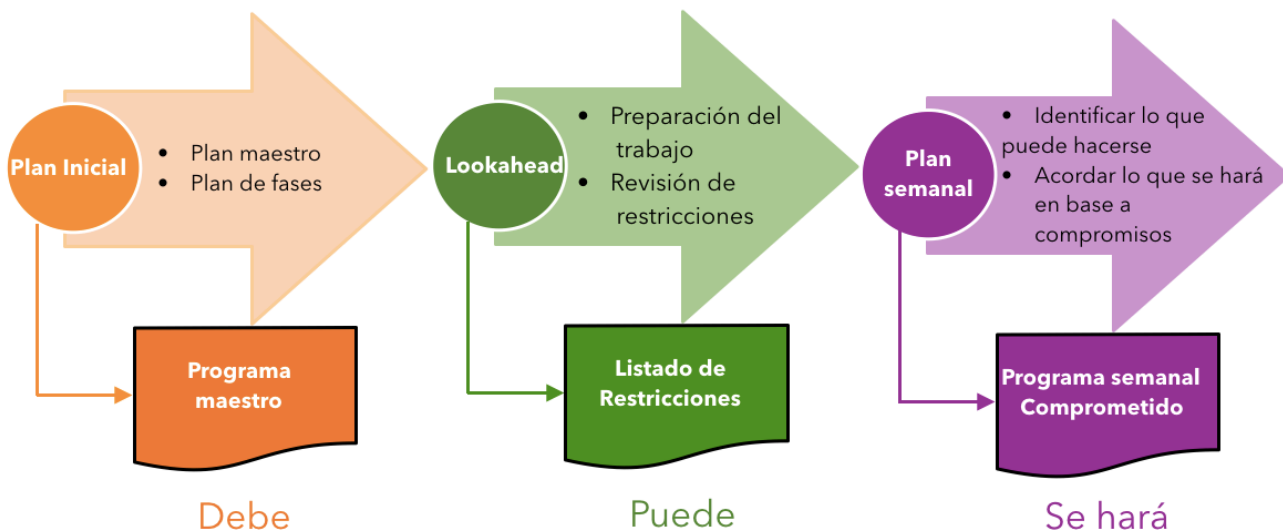 Plan Inicial
• Plan maestro
• Plan de fases
Programa
maestro
Debe
Lookahead
• Preparación del
trabajo
• Revisión de
restricciones
Listado de
Restricciones
Puede
Plan
semanal
• Identificar lo que
puede hacerse
• Acordar lo que se hará
en base a
compromisos
Programa semanal
Comprometido
Se hará